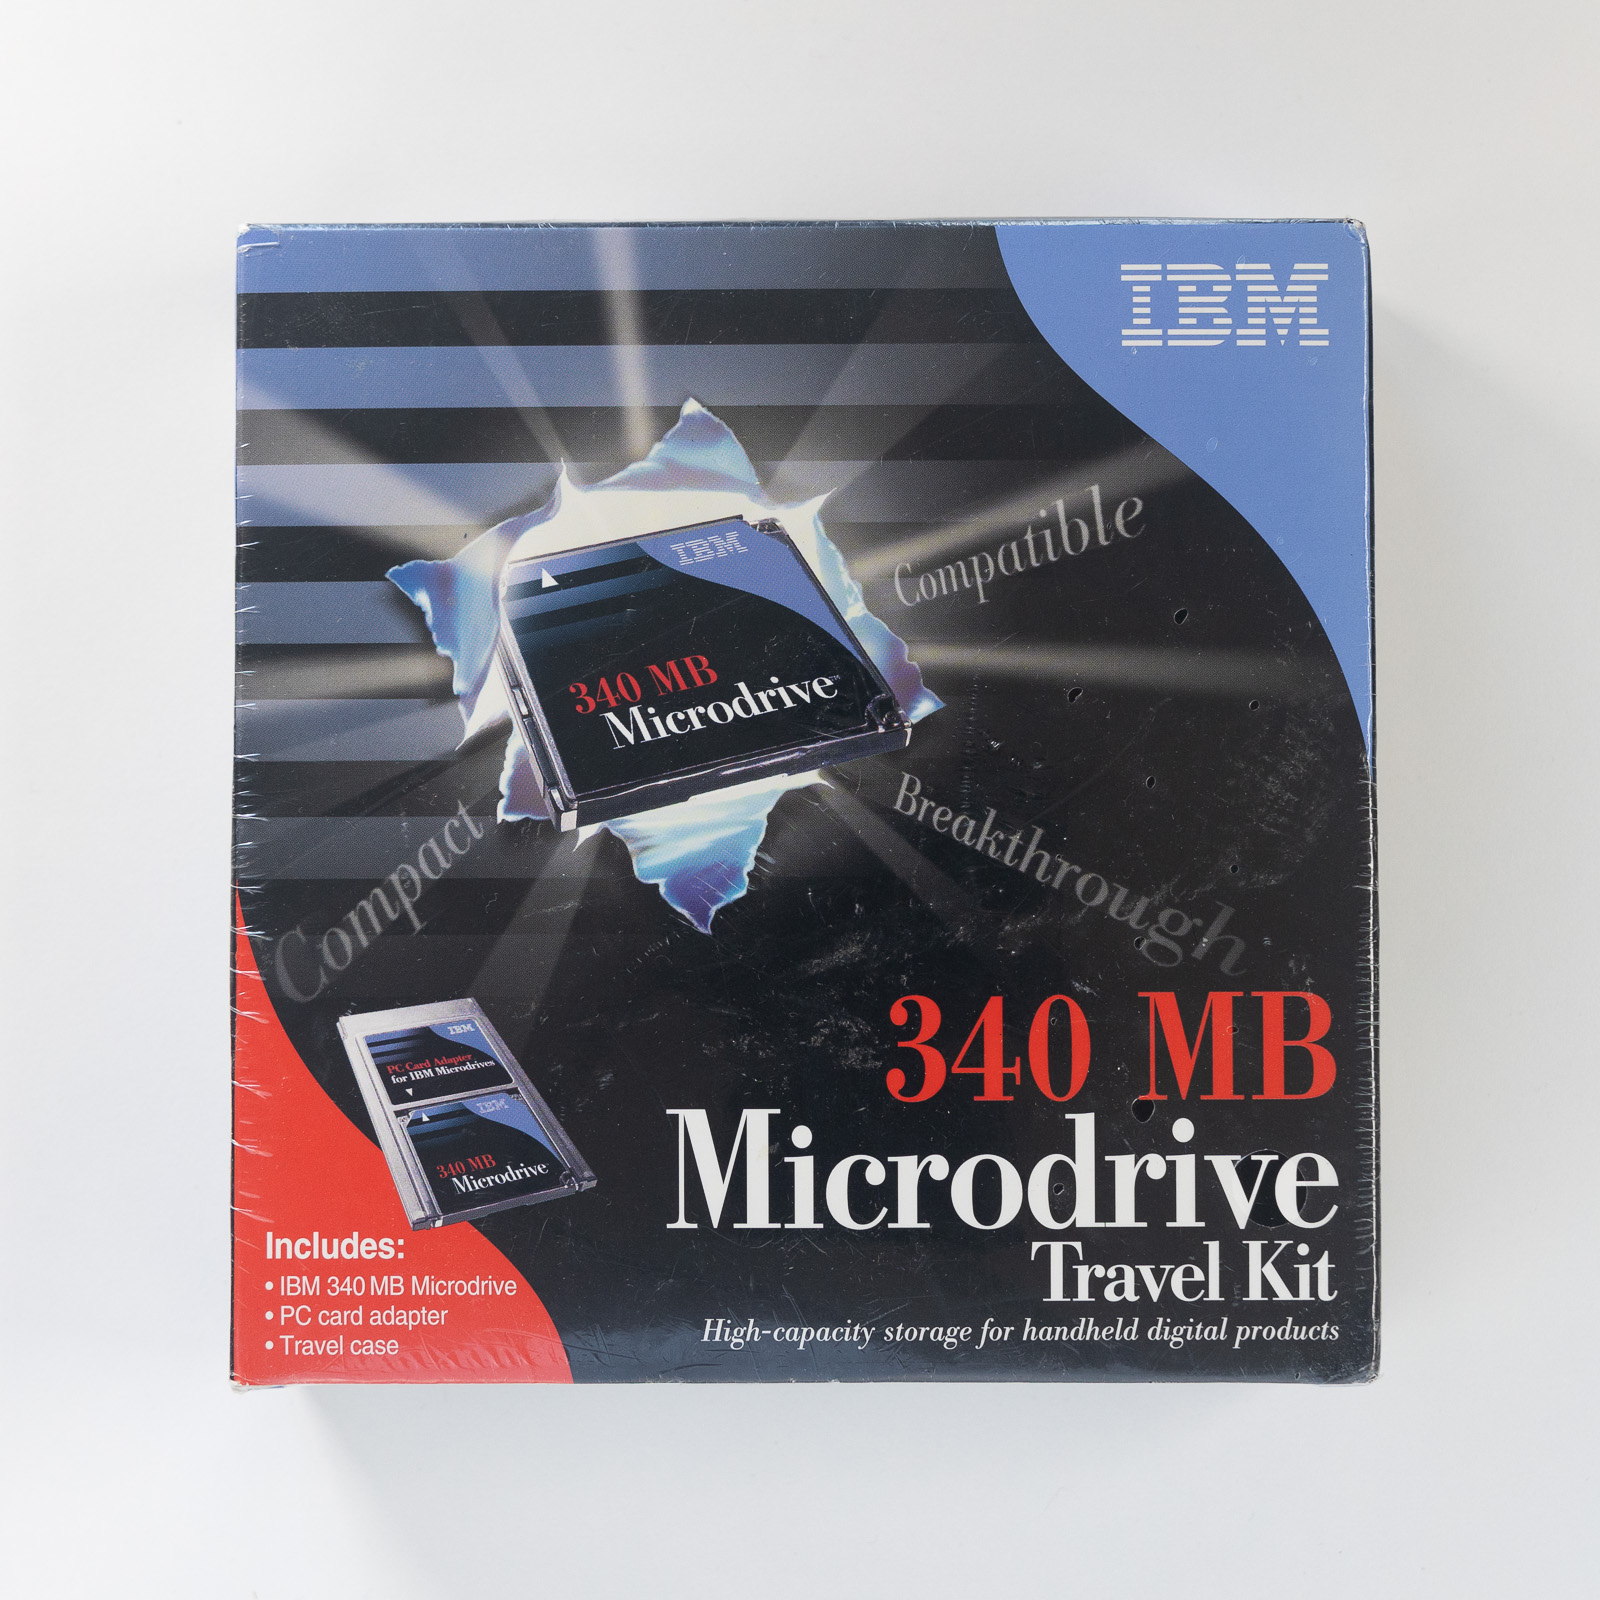 IBM
Compatible
IBM
340 MB
Microdrive™
Compact
Breakthrough
340 MB
Microdrive
Travel Kit
High-capacity storage for handheld digital products
IBM
PC Card Adapter
for IBM Microdrives
IBM
340 MB
Microdrive
Includes:
• IBM 340 MB Microdrive
• PC card adapter
• Travel case